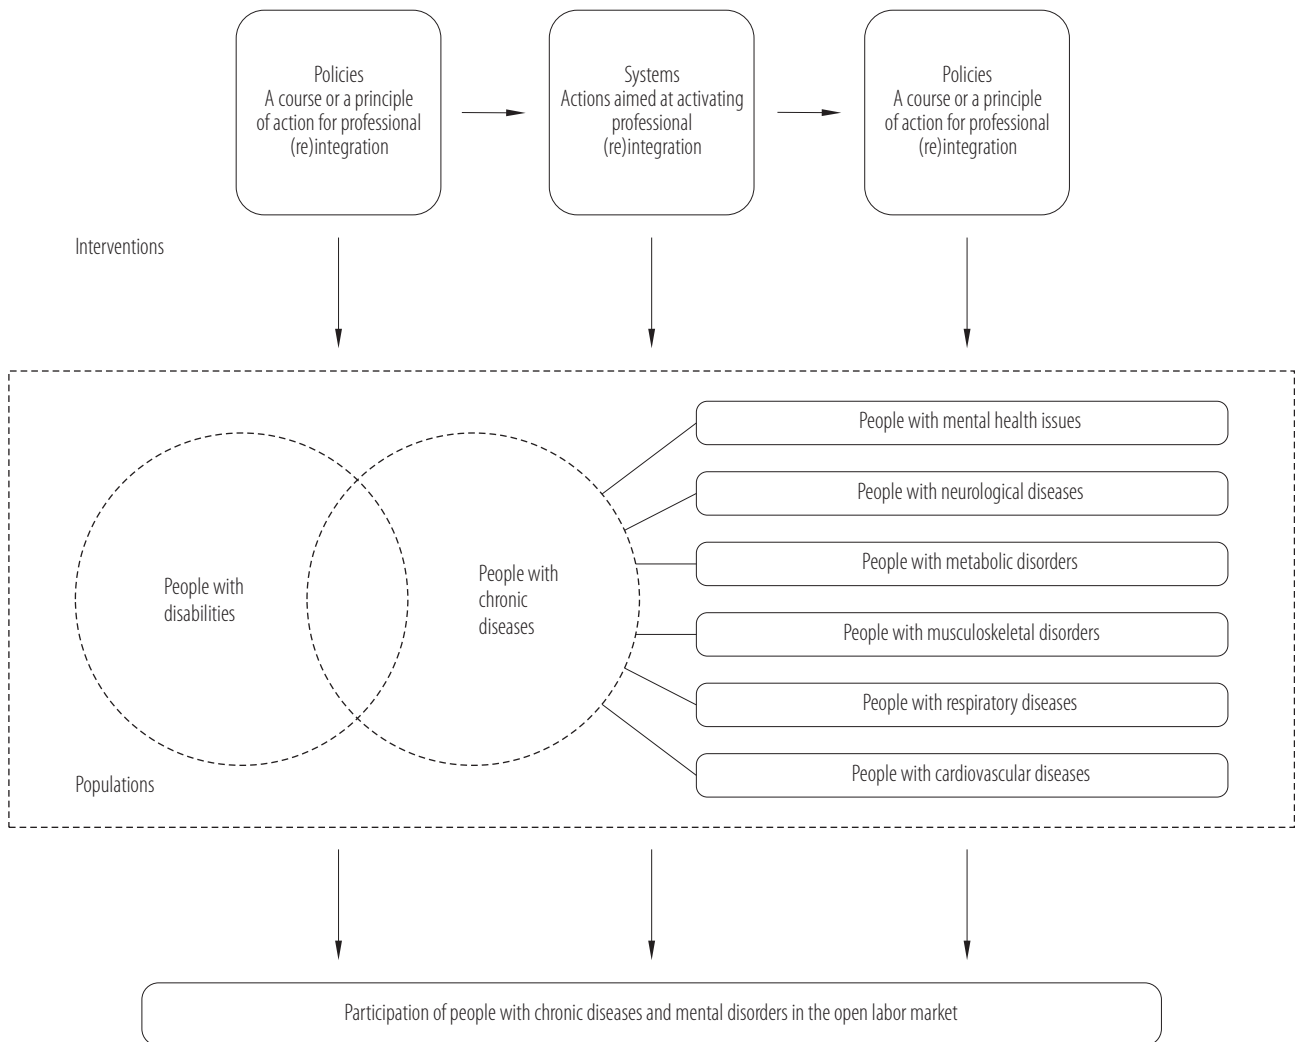 Policies
A course or a principle
of action for professional
(re)integration
Systems
Actions aimed at activating
professional
(re)integration
Policies
A course or a principle
of action for professional
(re)integration
Interventions
People with
disabilities
People with
chronic
diseases
People with mental health issues
People with neurological diseases
People with metabolic disorders
People with musculoskeletal disorders
People with respiratory diseases
People with cardiovascular diseases
Populations
Participation of people with chronic diseases and mental disorders in the open labor market